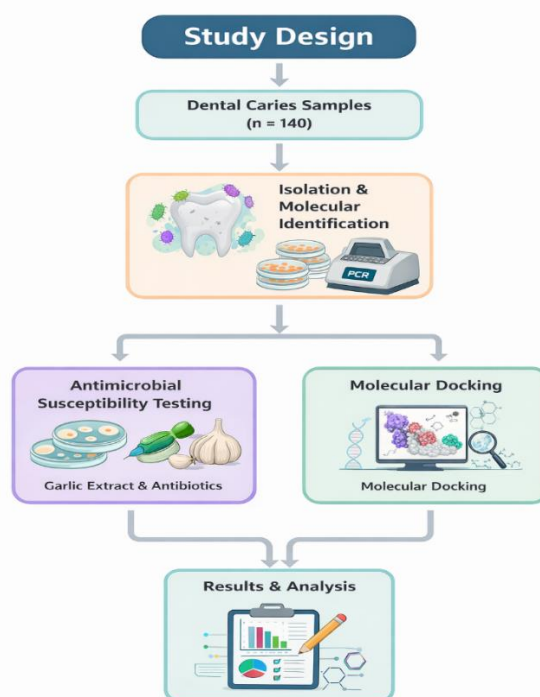 Study Design
Dental Caries Samples
(n = 140)
Isolation &
Molecular
Identification
PCR
Antimicrobial
Susceptibility Testing
Garlic Extract & Antibiotics
Molecular Docking
Molecular Docking
Results & Analysis